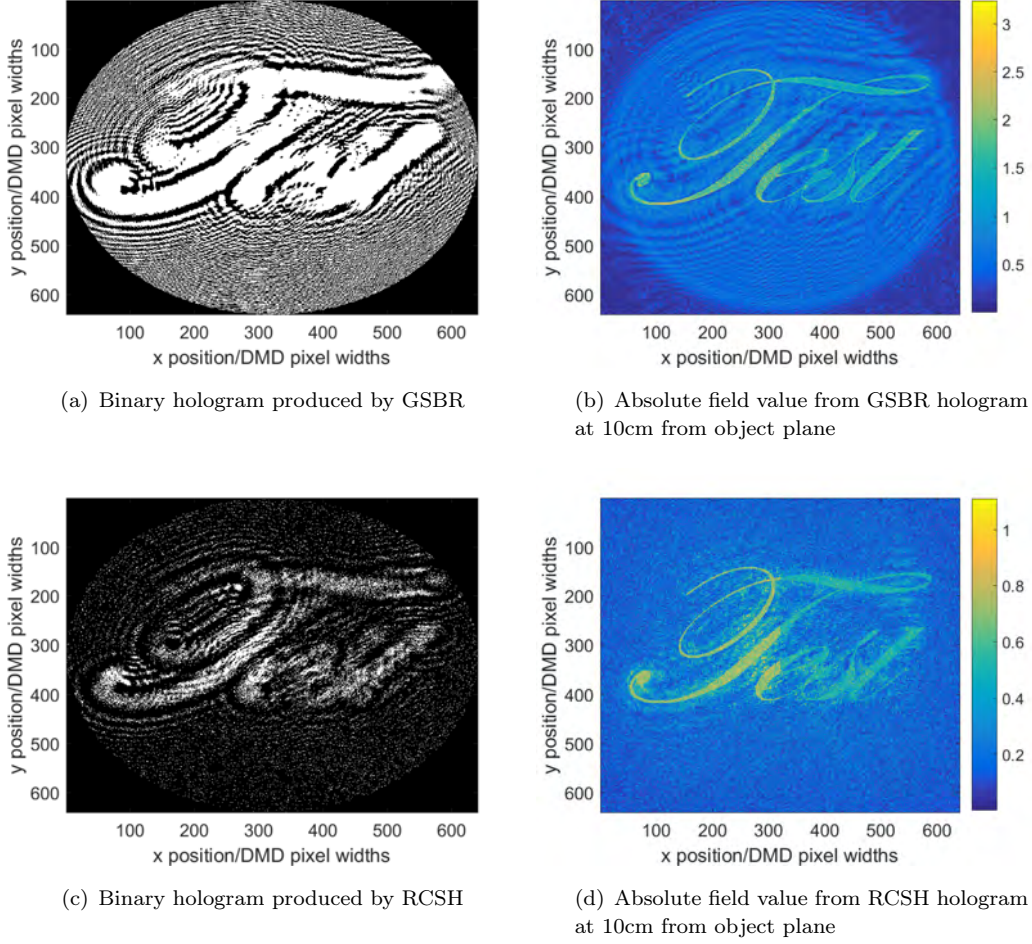 100
200
300
400
500
600
y position/DMD pixel widths
100 200 300 400 500 600
x position/DMD pixel widths
(a) Binary hologram produced by GSBR
100
200
300
400
500
600
y position/DMD pixel widths
Test
100 200 300 400 500 600
x position/DMD pixel widths
3
2.5
2
1.5
1
0.5
(b) Absolute field value from GSBR hologram
at 10cm from object plane
100
200
300
400
500
600
y position/DMD pixel widths
100 200 300 400 500 600
x position/DMD pixel widths
(c) Binary hologram produced by RCSH
100
200
300
400
500
600
y position/DMD pixel widths
Test
100 200 300 400 500 600
x position/DMD pixel widths
1
0.8
0.6
0.4
0.2
(d) Absolute field value from RCSH hologram
at 10cm from object plane